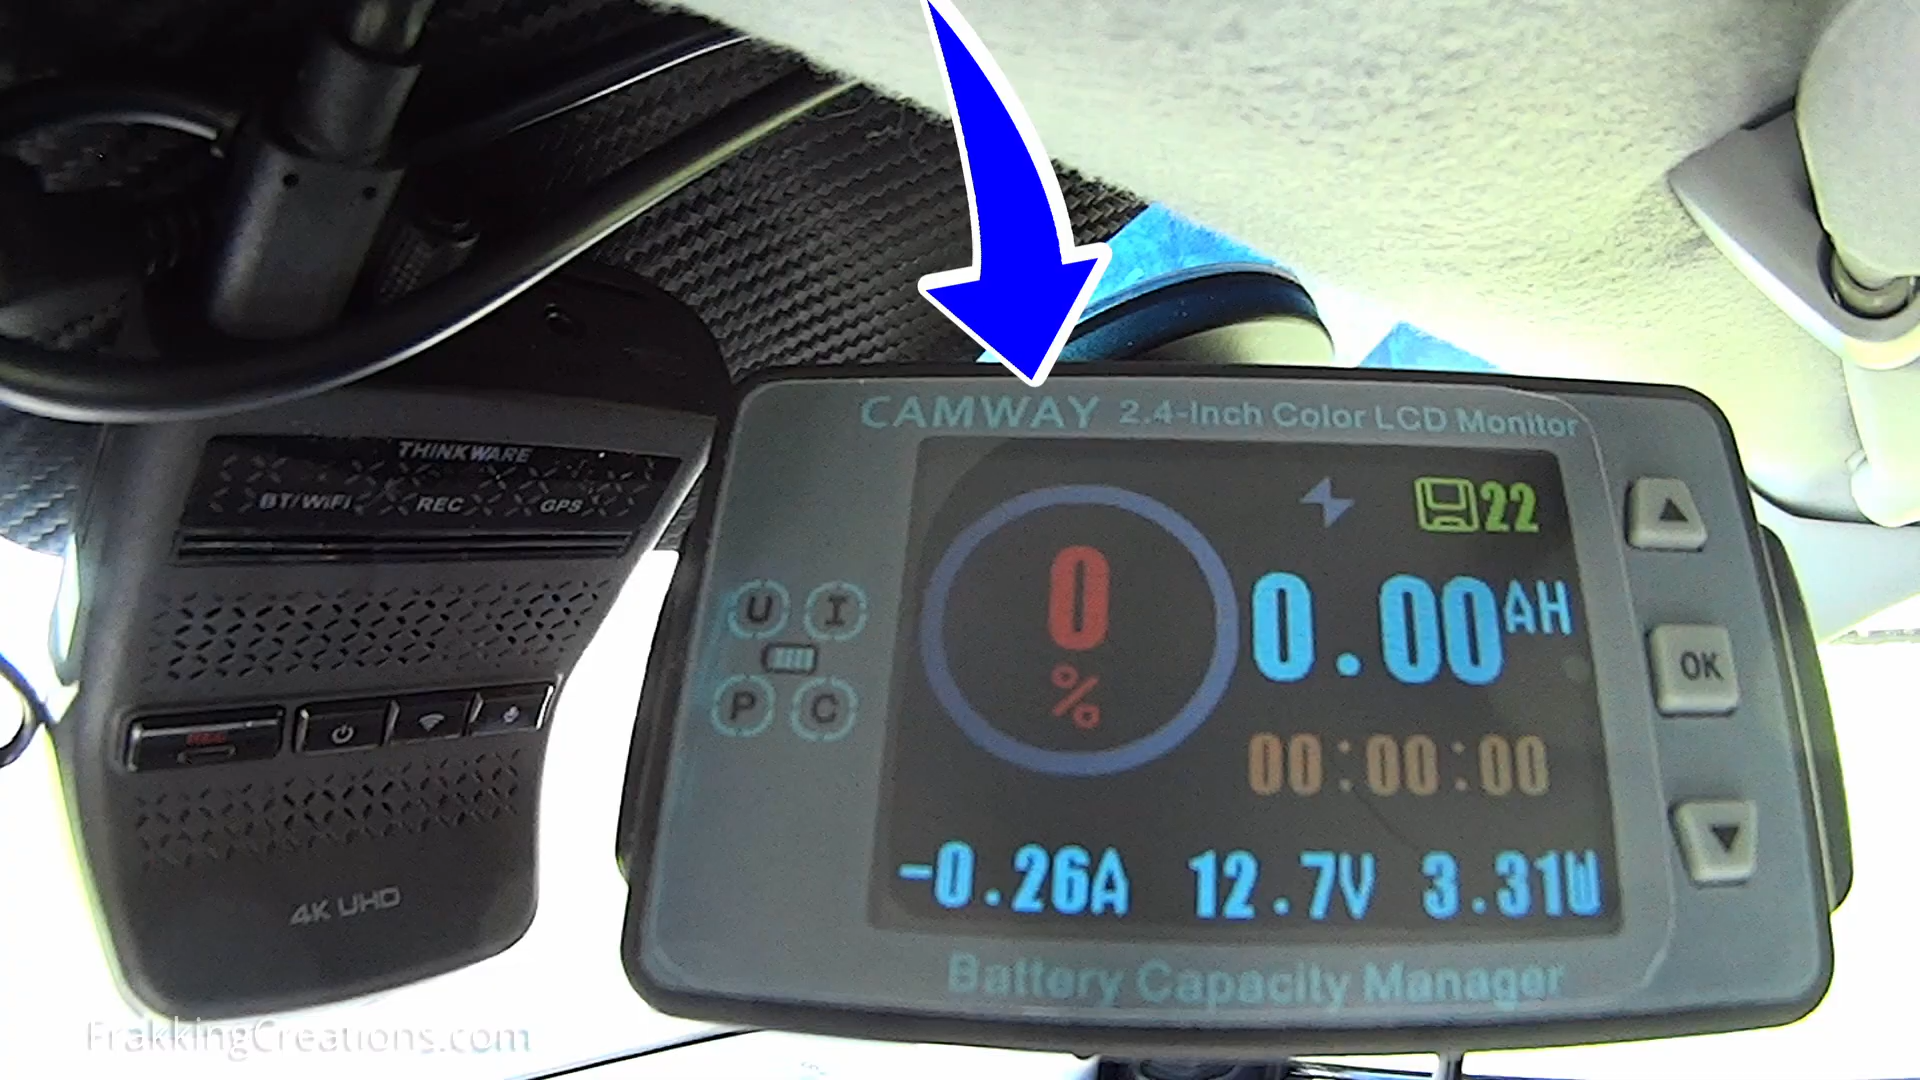 THINKWARE
BT/WiFi REC GPS
REC
4K UHD
CAMWAY 2.4-Inch Color LCD Monitor
22
0
%
0.00AH
00:00:00
-0.26A 12.7V 3.31W
U I
P C
OK
Battery Capacity Manager
FrakkingCreations.com